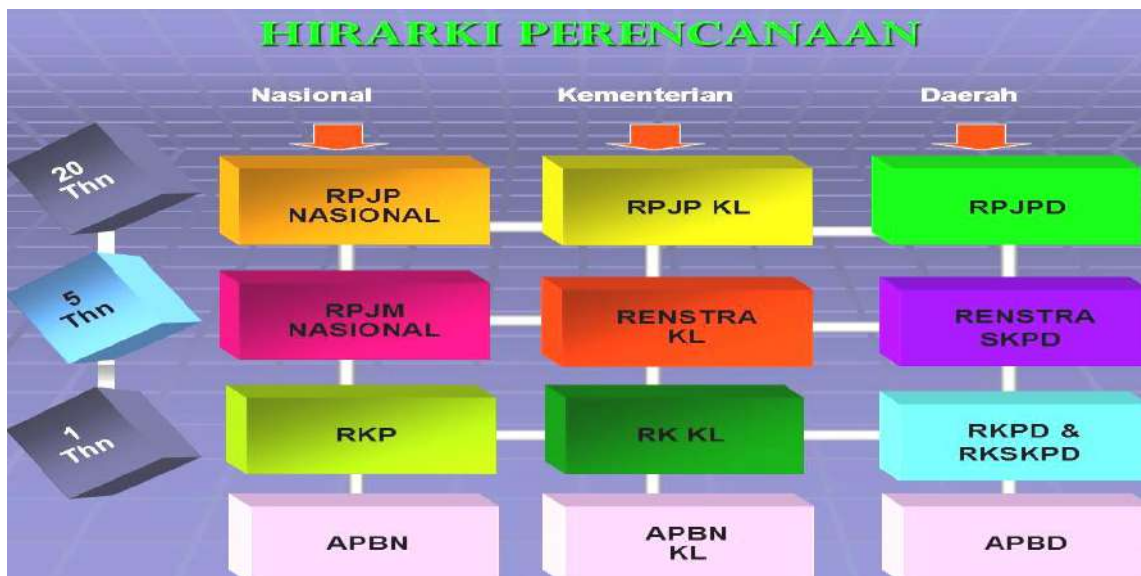 HIRARKI PERENCANAAN
Nasional
Kementerian
Daerah
20
Thn
RPJP
NASIONAL
RPJP KL
RPJPD
5
Thn
RPJM
NASIONAL
RENSTRA
KL
RENSTRA
SKPD
1
Thn
RKP
RK KL
RKPD &
RKSKPD
APBN
APBN
KL
APBD